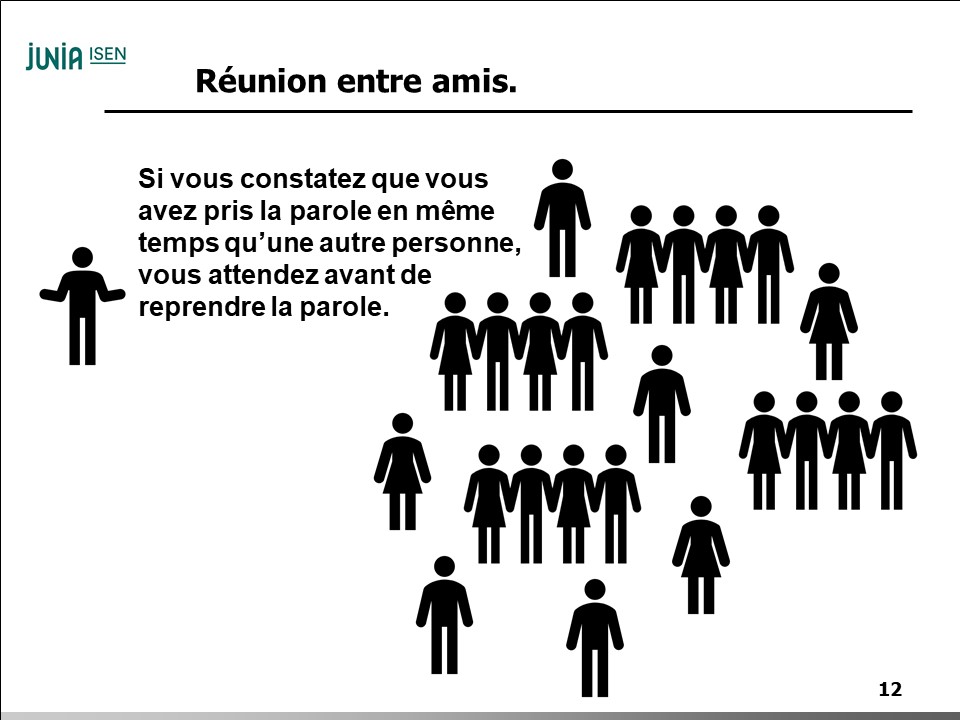 JUNIA ISEN
Réunion entre amis.
Si vous constatez que vous
avez pris la parole en même
temps qu’une autre personne,
vous attendez avant de
reprendre la parole.
12